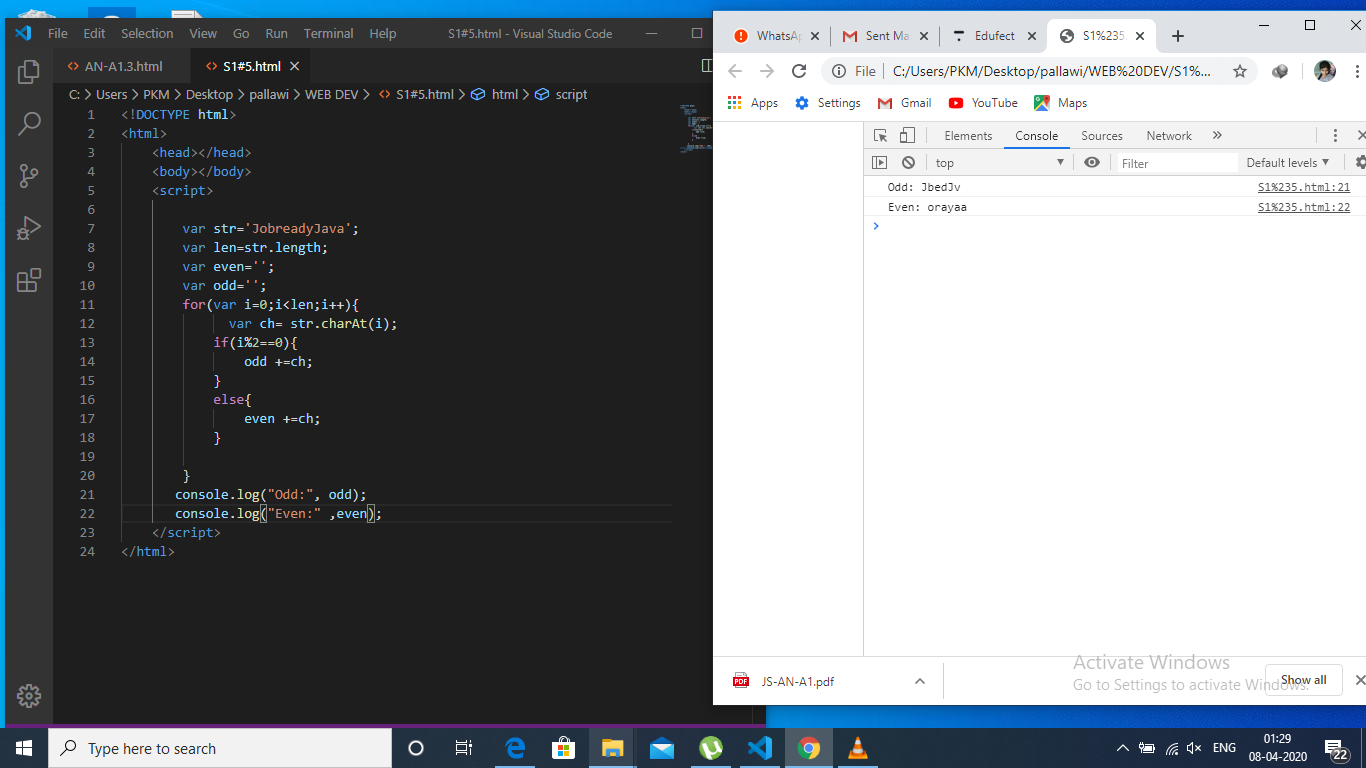 File Edit Selection View Go Run Terminal Help S1#5.html - Visual Studio Code
AN-A1.3.html S1#5.html
C: > Users > PKM > Desktop > pallawi > WEB DEV > S1#5.html > html > script
1 <!DOCTYPE html>
2 <html>
3 <head></head>
4 <body></body>
5 <script>
6
7 var str='JobreadyJava';
8 var len=str.length;
9 var even='';
10 var odd='';
11 for(var i=0;i<len;i++){
12 var ch= str.charAt(i);
13 if(i%2==0){
14 odd +=ch;
15 }
16 else{
17 even +=ch;
18 }
19
20 }
21 console.log("Odd:", odd);
22 console.log("Even:" ,even);
23 </script>
24 </html>
WhatsAp Sent Ma Edufect S1%235.
File C:/Users/PKM/Desktop/pallawi/WEB%20DEV/S1%...
Apps Settings Gmail YouTube Maps
Elements Console Sources Network »
top Filter Default levels
Odd: JbedJv S1%235.html:21
Even: orayaa S1%235.html:22
>
Activate Windows
Go to Settings to activate Windows.
JS-AN-A1.pdf Show all
Type here to search
ENG 01:29
08-04-2020
22